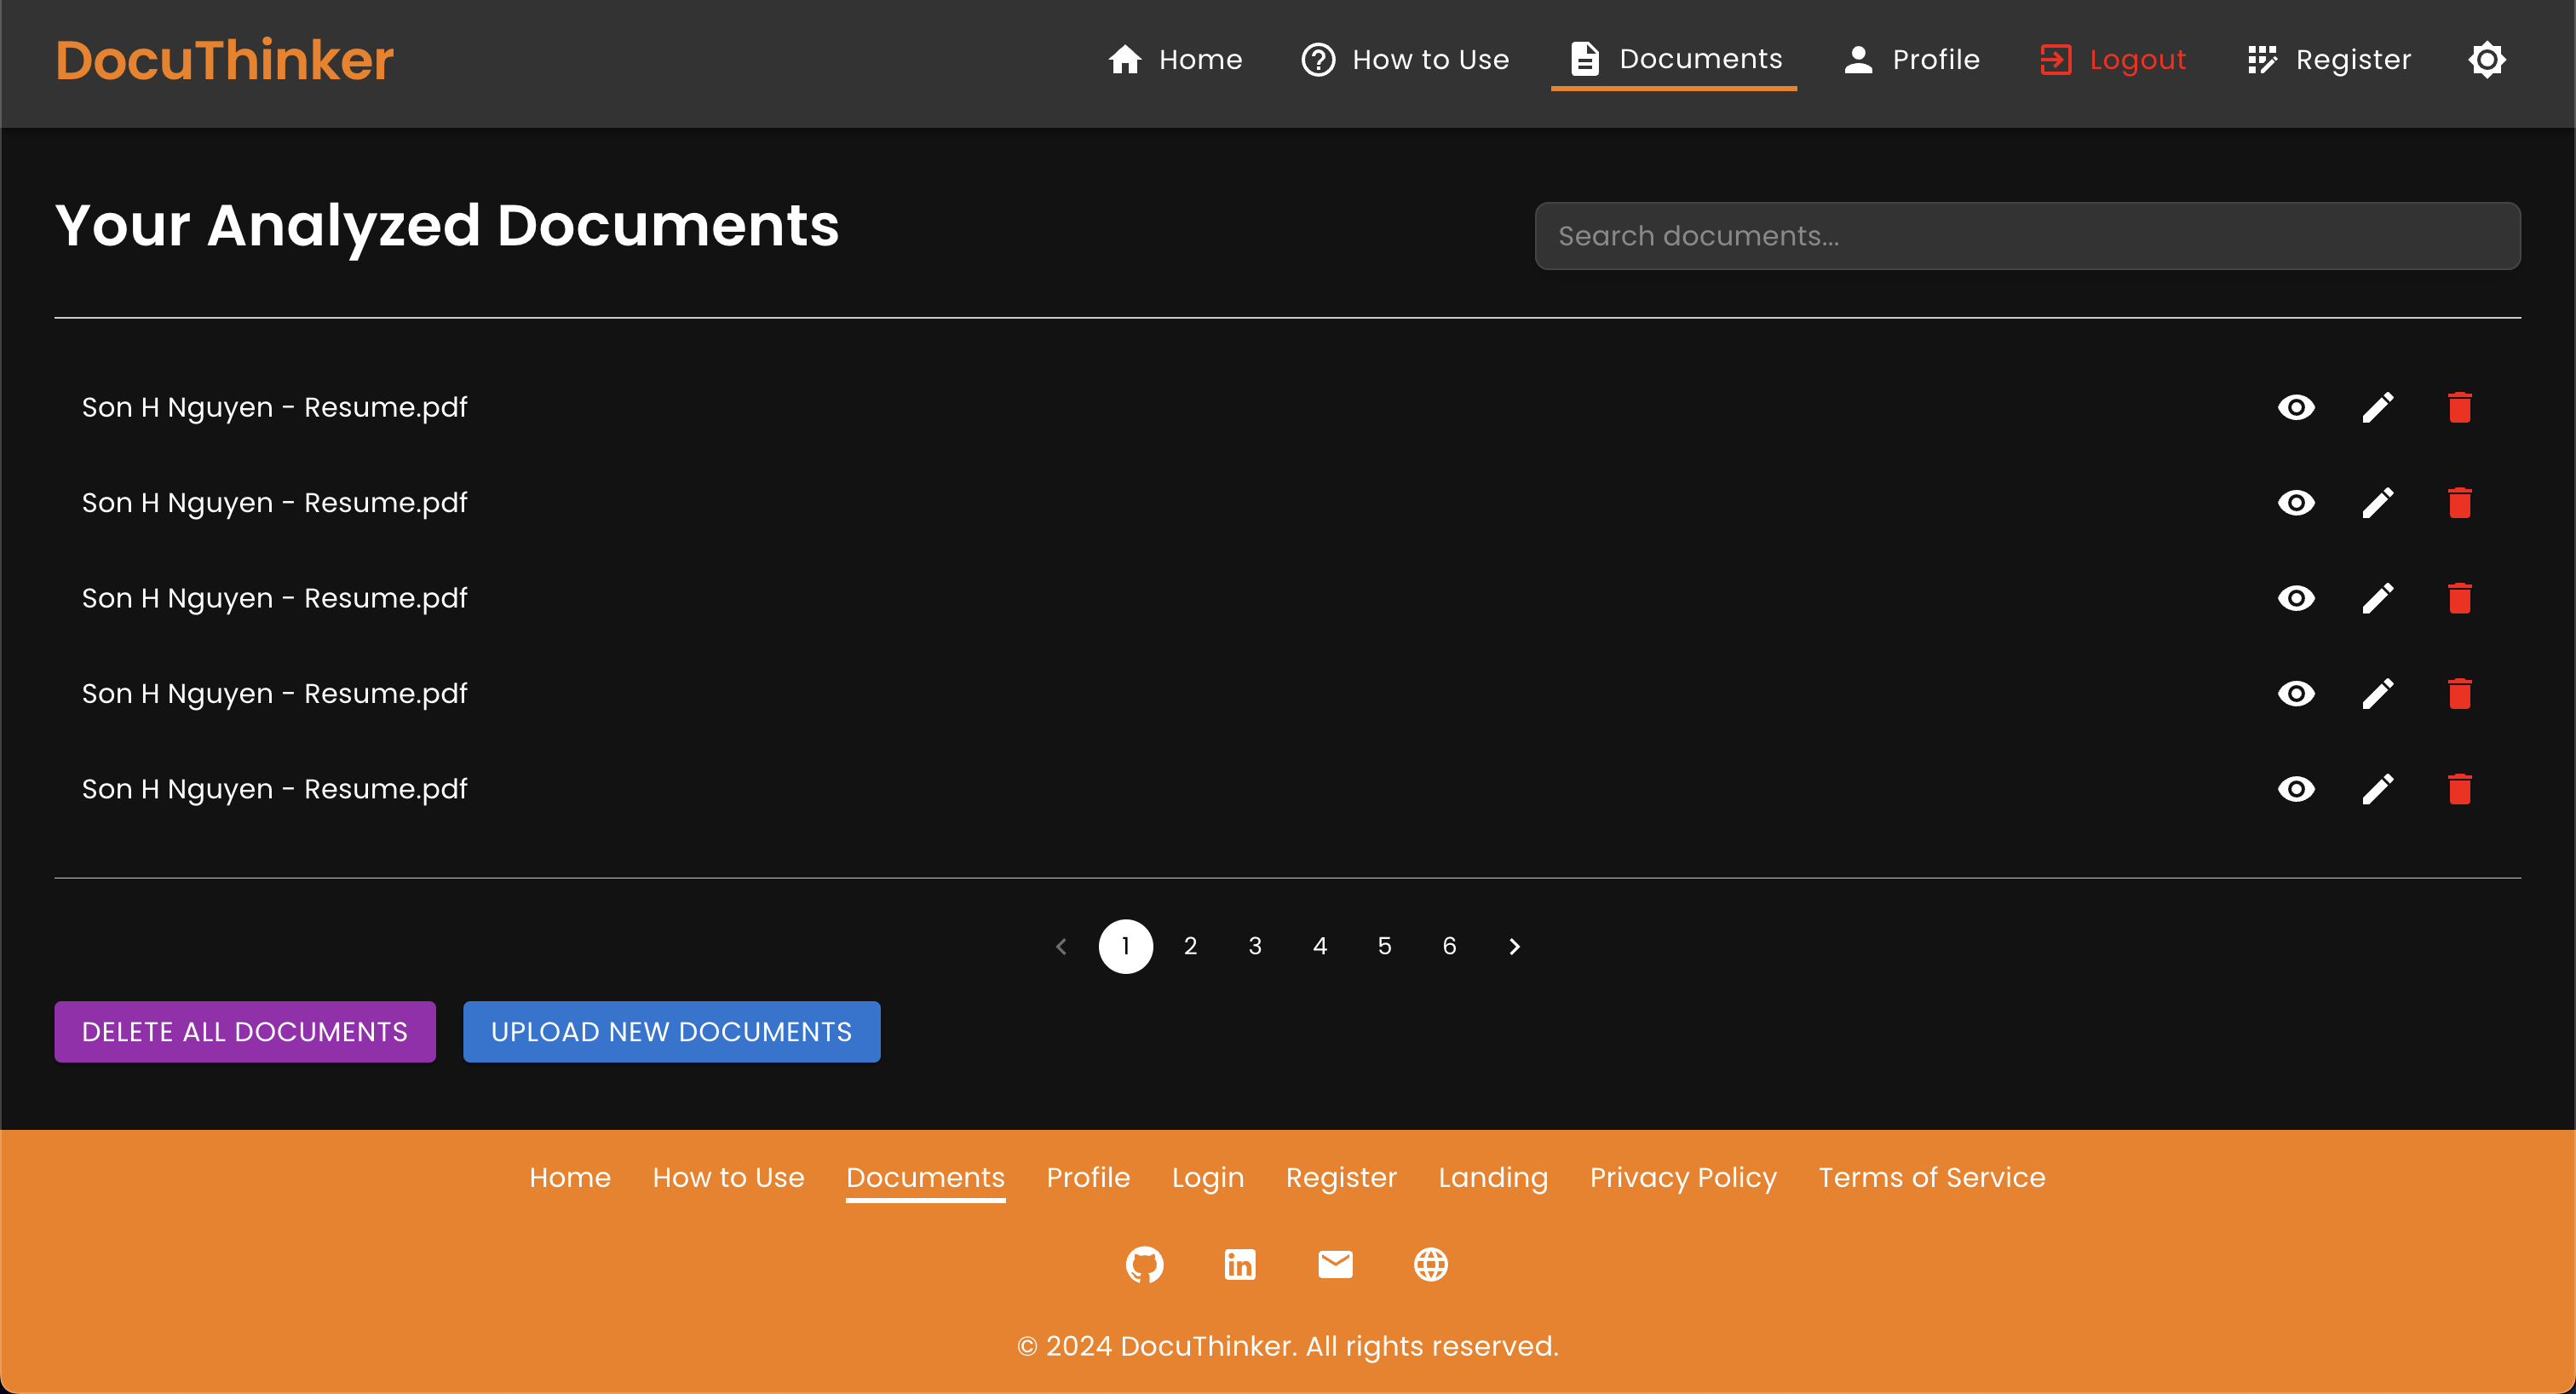 DocuThinker
Home How to Use Documents Profile Logout Register
Your Analyzed Documents
Search documents...
Son H Nguyen - Resume.pdf
Son H Nguyen - Resume.pdf
Son H Nguyen - Resume.pdf
Son H Nguyen - Resume.pdf
Son H Nguyen - Resume.pdf
1 2 3 4 5 6
DELETE ALL DOCUMENTS UPLOAD NEW DOCUMENTS
Home How to Use Documents Profile Login Register Landing Privacy Policy Terms of Service
© 2024 DocuThinker. All rights reserved.